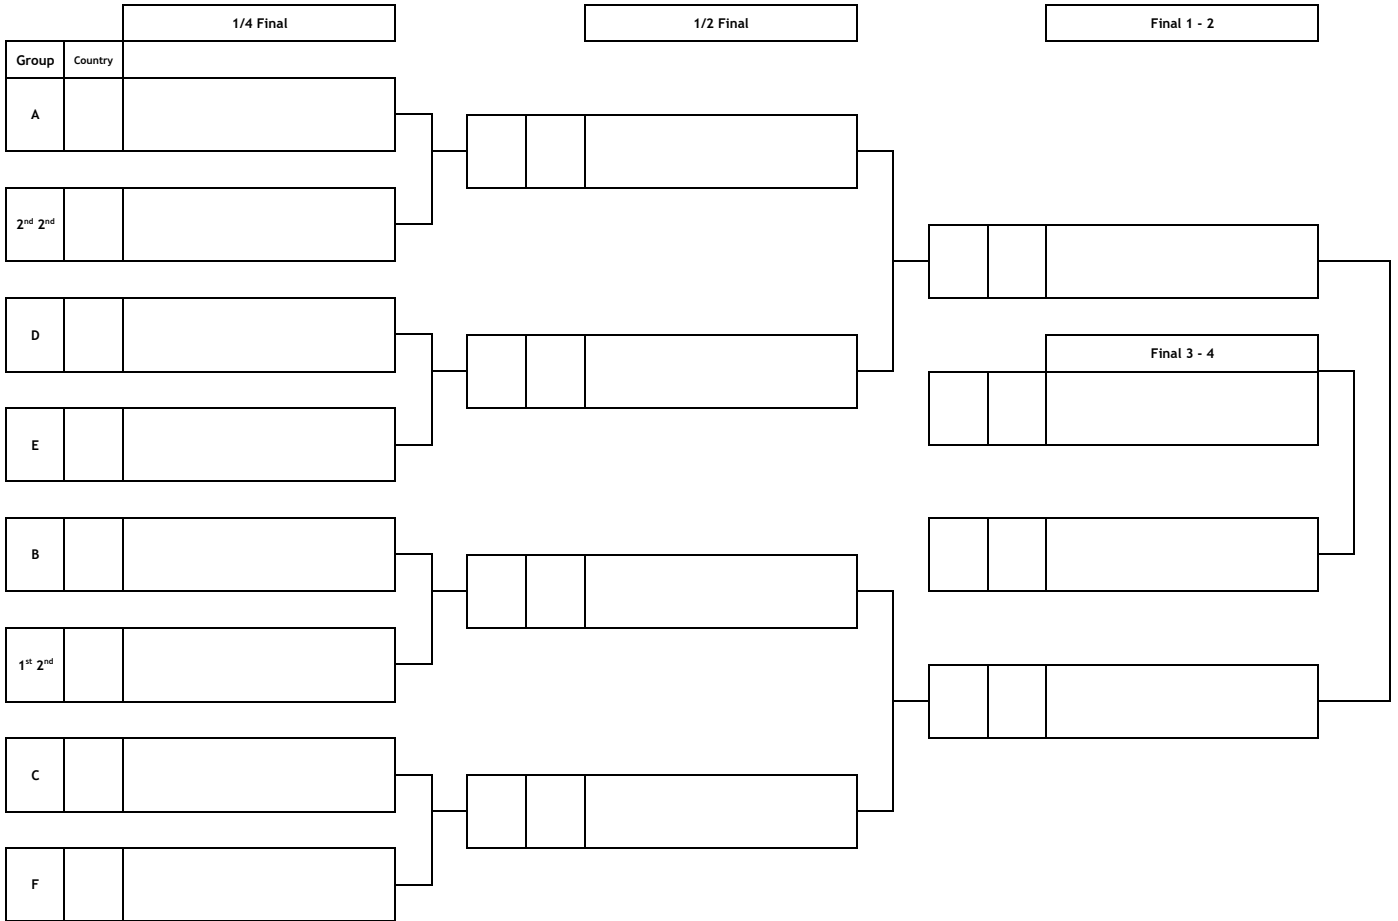 1/4 Final
1/2 Final
Final 1 - 2
Group
Country
A
2nd 2nd
D
Final 3 - 4
E
B
1st 2nd
C
F